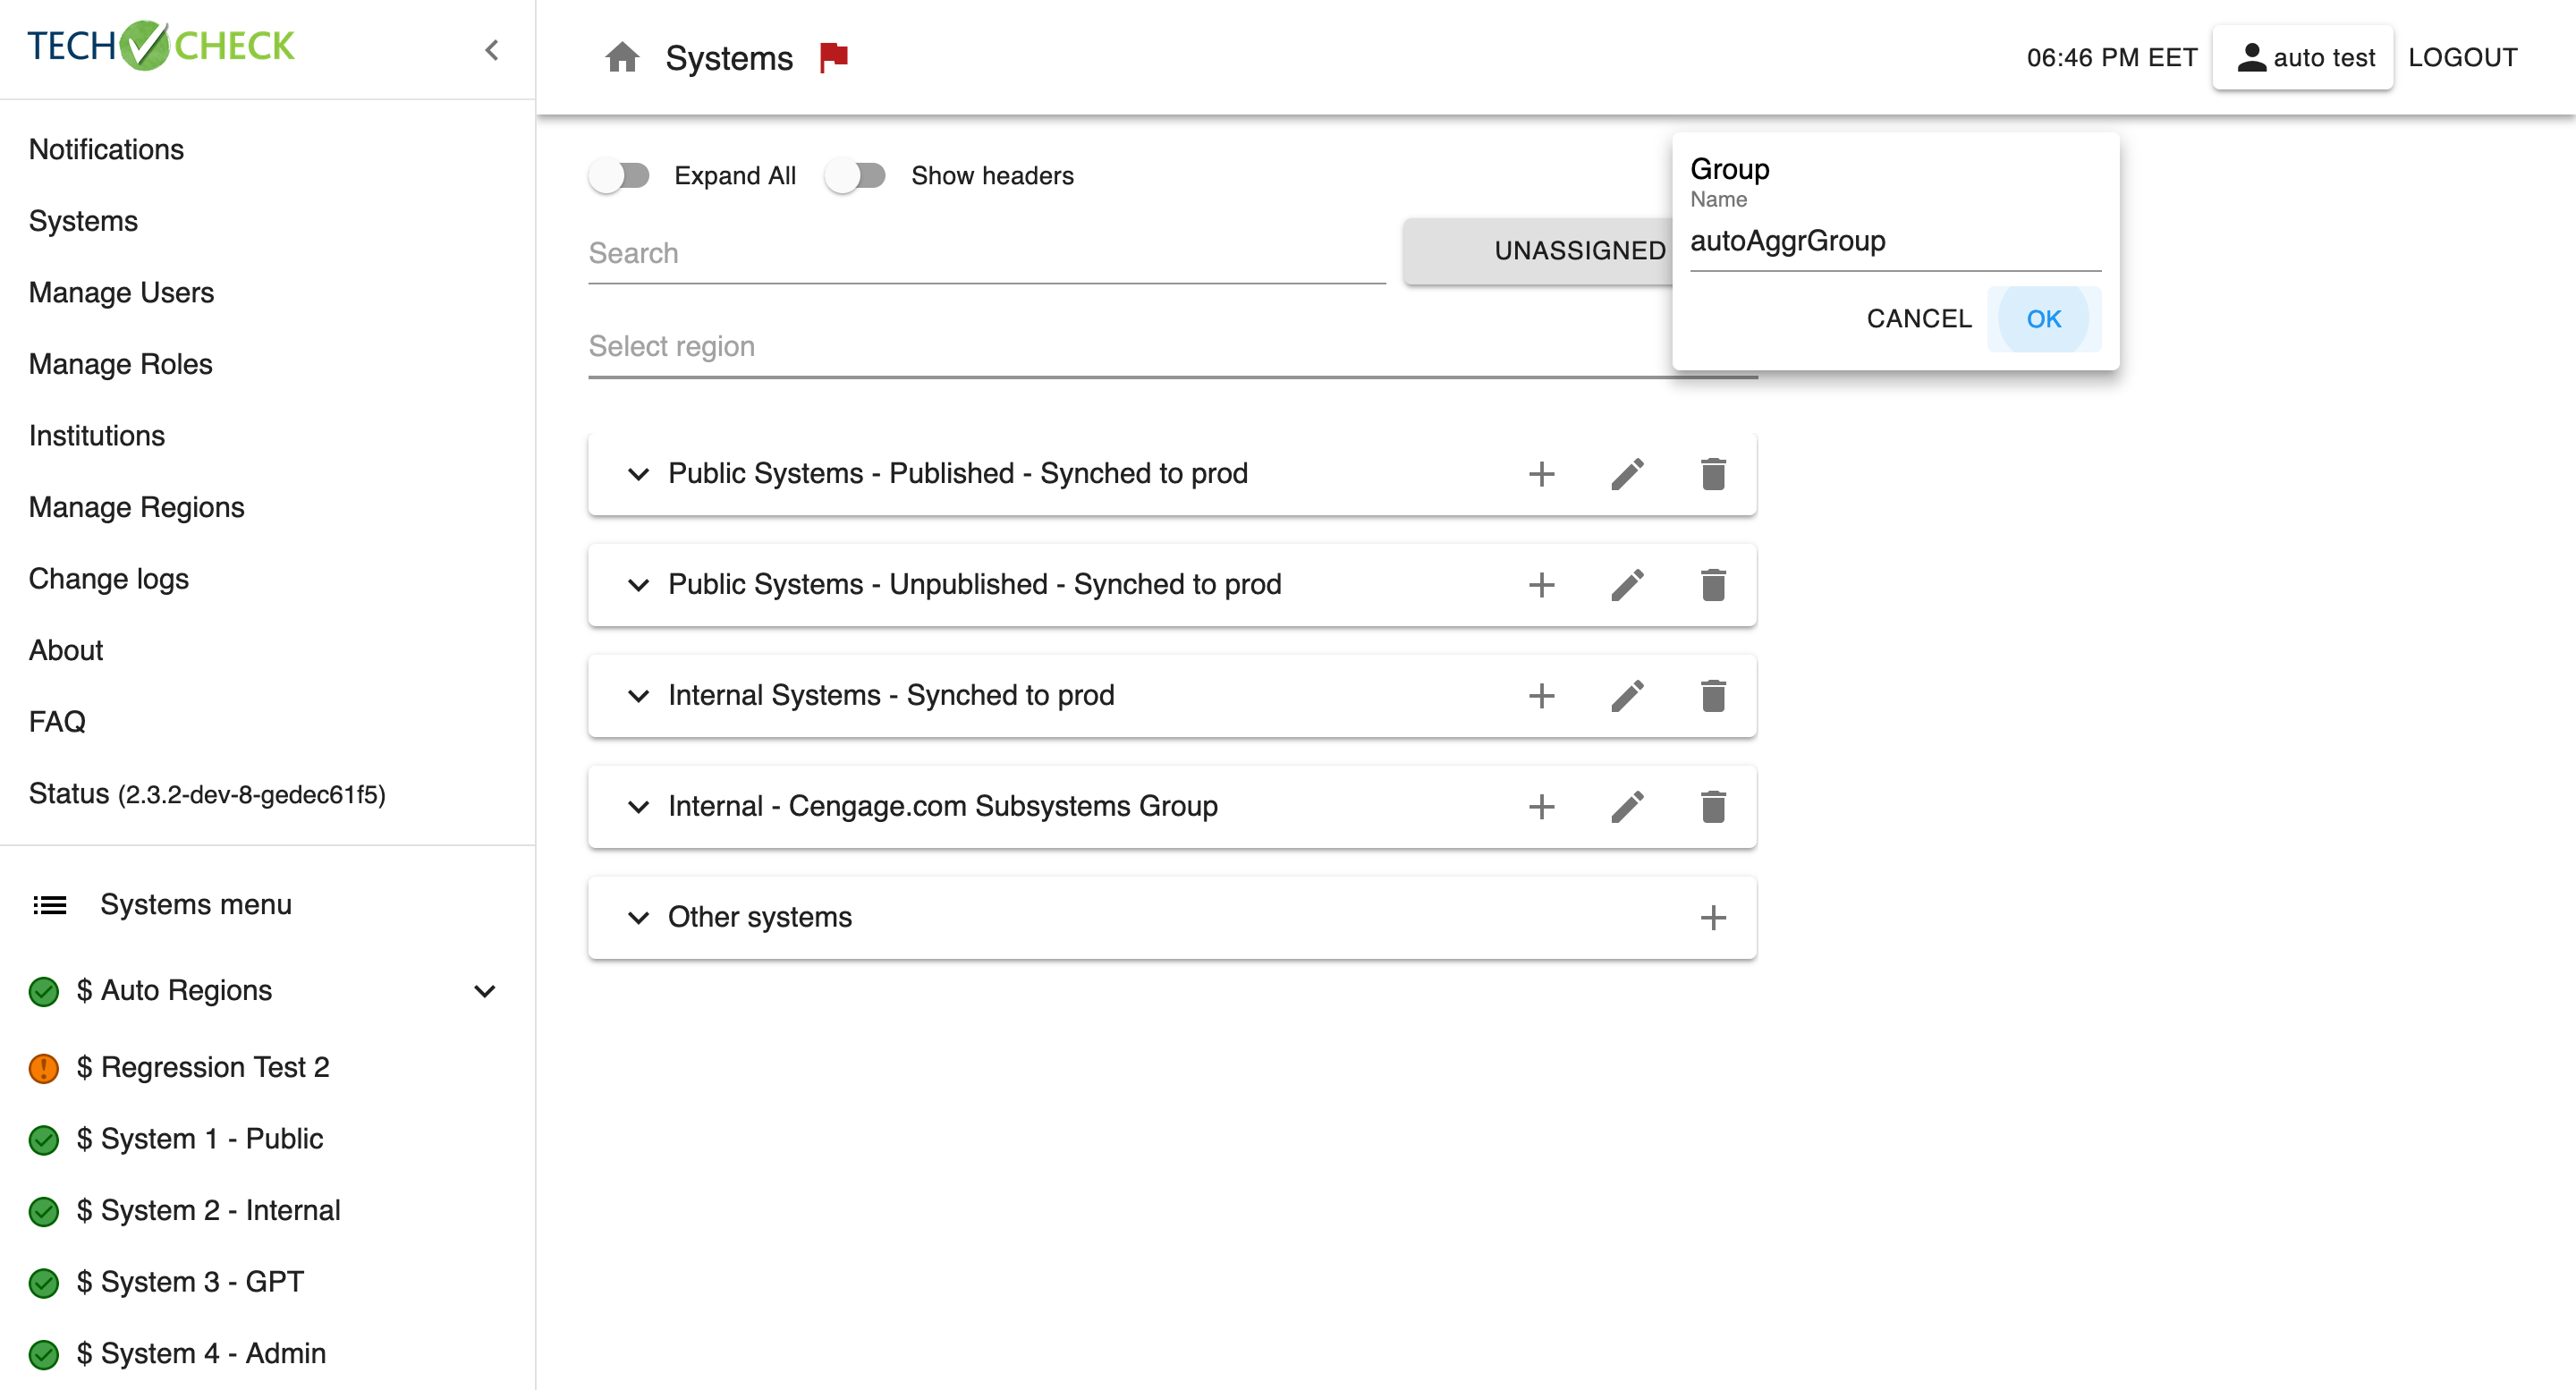 TECH CHECK
Notifications
Systems
Manage Users
Manage Roles
Institutions
Manage Regions
Change logs
About
FAQ
Status (2.3.2-dev-8-gedec61f5)
Systems menu
$ Auto Regions
$ Regression Test 2
$ System 1 - Public
$ System 2 - Internal
$ System 3 - GPT
$ System 4 - Admin
Systems
06:46 PM EET
auto test
LOGOUT
Expand All
Show headers
Search
UNASSIGNED
Select region
Group
Name
autoAggrGroup
CANCEL
OK
Public Systems - Published - Synched to prod
Public Systems - Unpublished - Synched to prod
Internal Systems - Synched to prod
Internal - Cengage.com Subsystems Group
Other systems